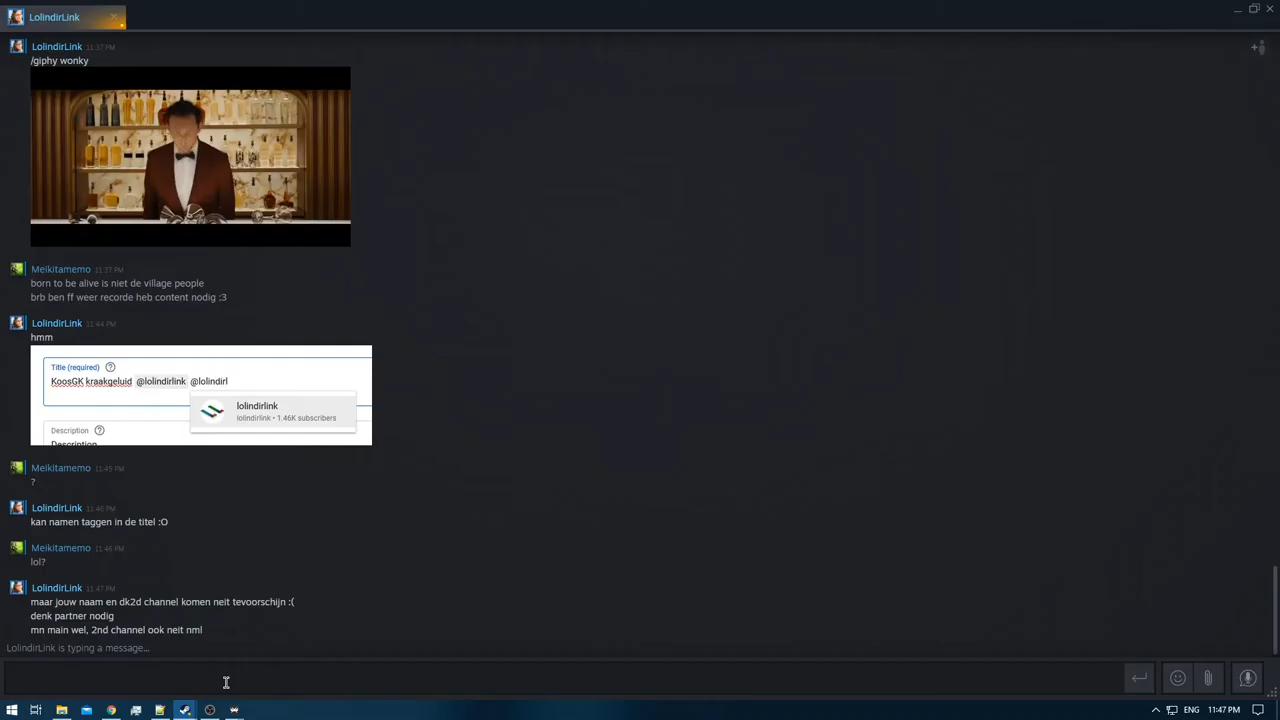 LolindirLink
LolindirLink 11:37 PM
/giphy wonky
Meikitamemo 11:37 PM
born to be alive is niet de village people
brb ben ff weer recorde heb content nodig :3
LolindirLink 11:44 PM
hmm
Title (required)
KoosGK kraakgeluid @lolindirlink @lolindirl
lolindirlink
lolindirlink • 1.46K subscribers
Description
Description
Meikitamemo 11:45 PM
?
LolindirLink 11:46 PM
kan namen taggen in de titel :O
Meikitamemo 11:46 PM
lol?
LolindirLink 11:47 PM
maar jouw naam en dk2d channel komen neit tevoorschijn :(
denk partner nodig
mn main wel, 2nd channel ook neit nml
LolindirLink is typing a message...
ENG 11:47 PM